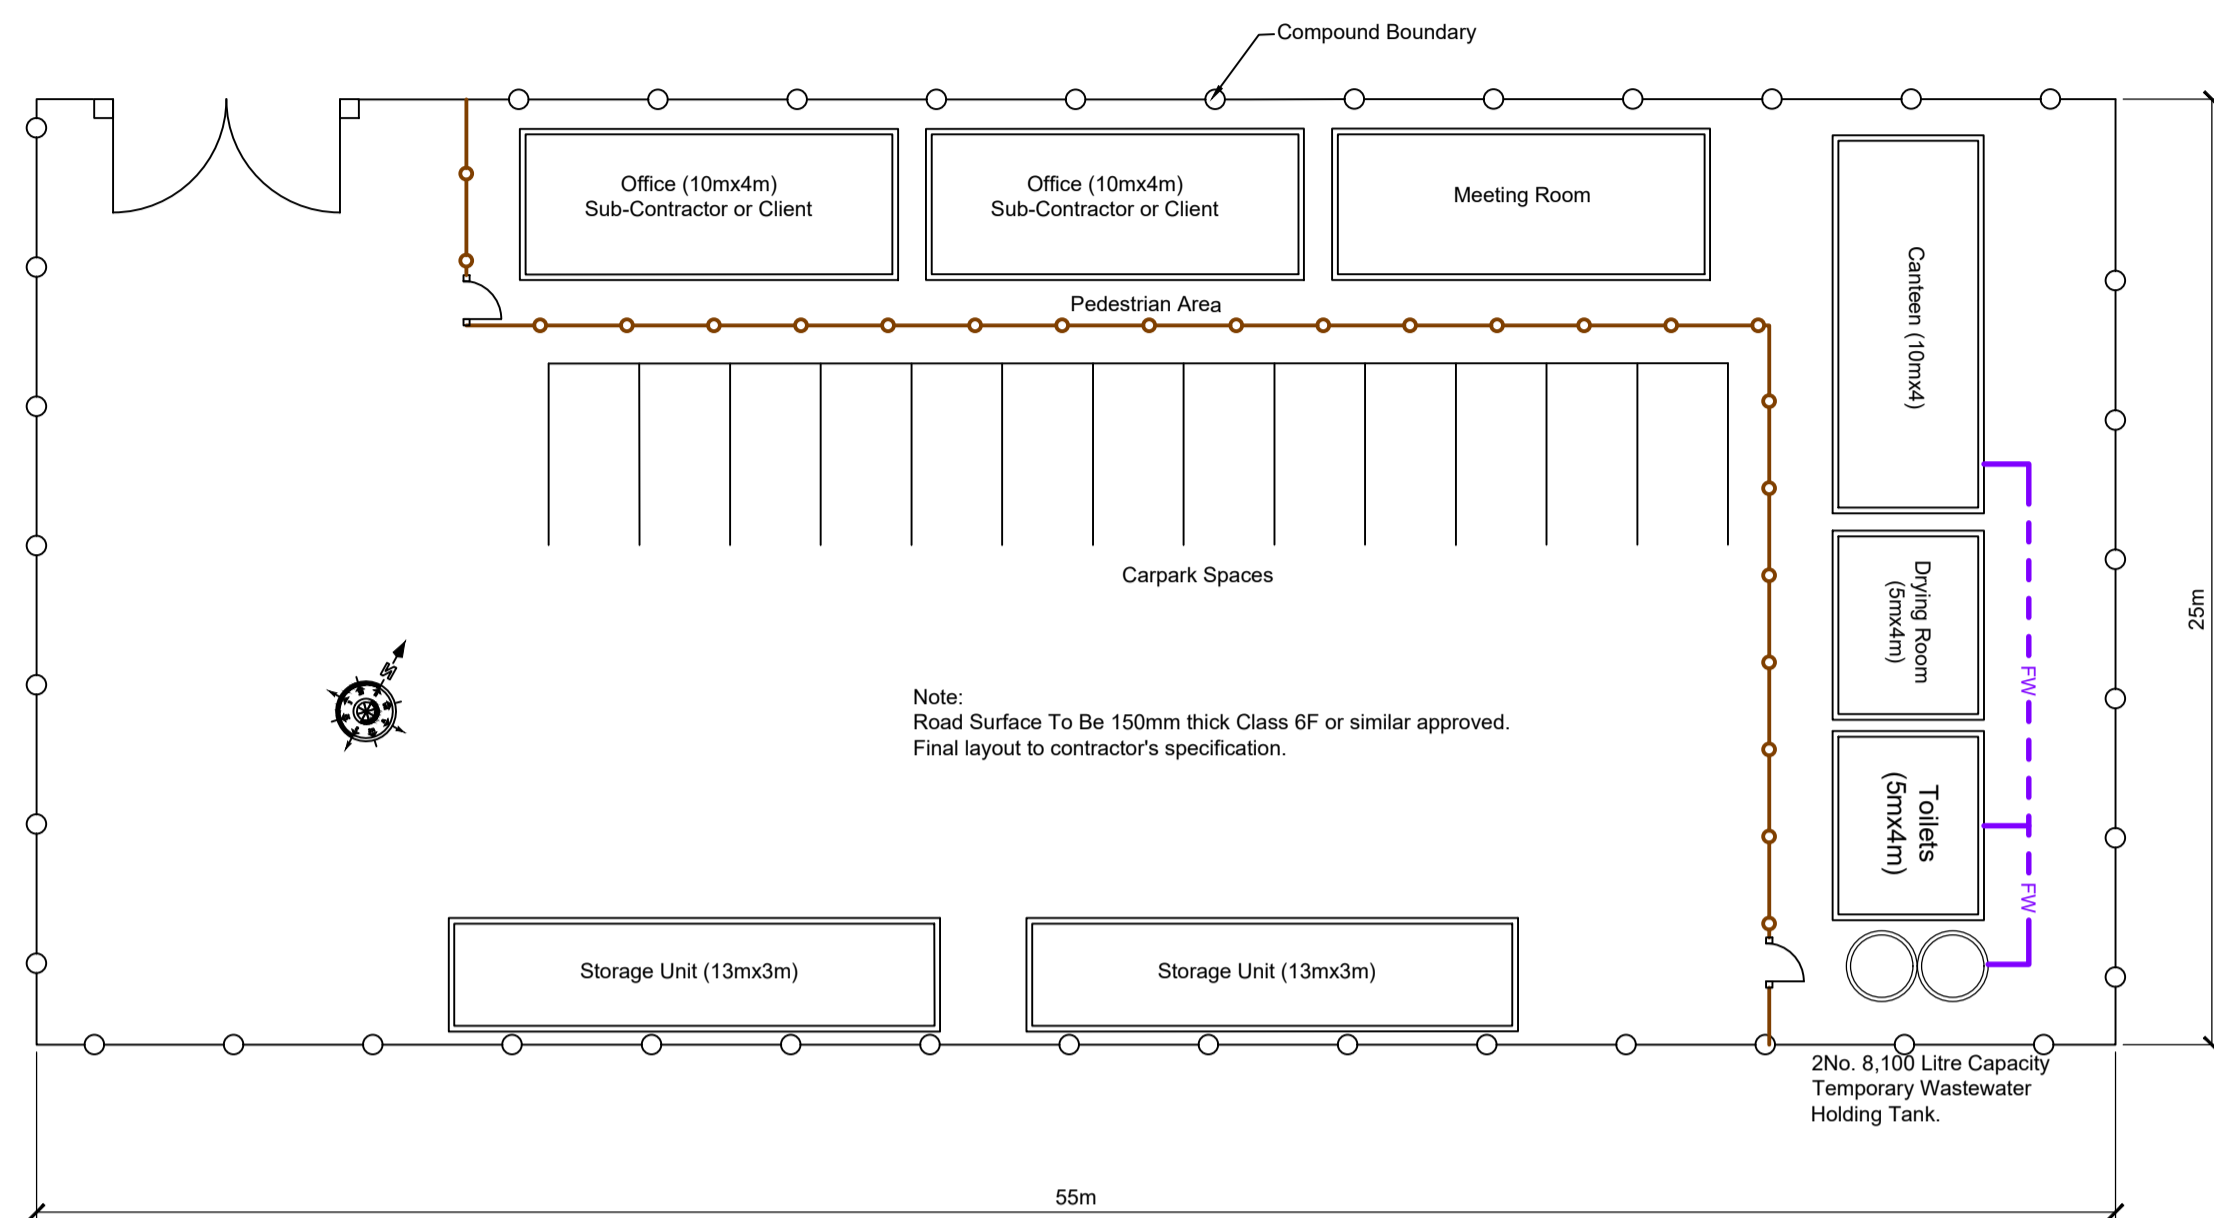 Compound Boundary
Office (10mx4m)
Sub-Contractor or Client
Office (10mx4m)
Sub-Contractor or Client
Meeting Room
Canteen (10mx4)
Pedestrian Area
Carpark Spaces
Drying Room
(5mx4m)
25m
N
FW
Note:
Road Surface To Be 150mm thick Class 6F or similar approved.
Final layout to contractor's specification.
Toilets
(5mx4m)
FW
Storage Unit (13mx3m)
Storage Unit (13mx3m)
2No. 8,100 Litre Capacity
Temporary Wastewater
Holding Tank.
55m